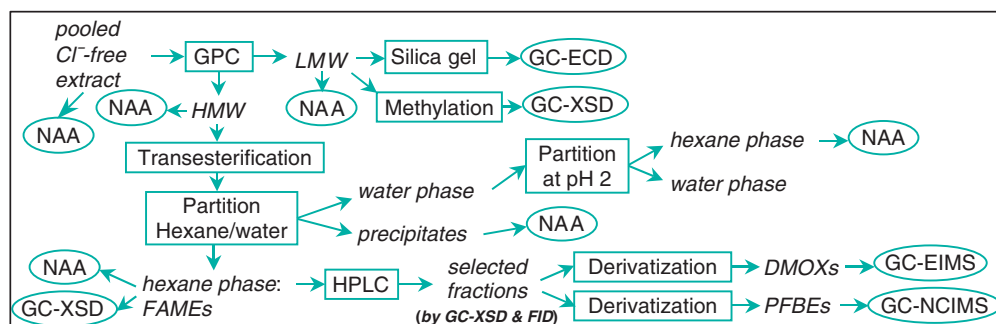 pooled
Cl⁻-free
extract
GPC
LMW
Silica gel
GC-ECD
NAA
HMW
NAA
NAA
Methylation
GC-XSD
Transesterification
Partition
Hexane/water
water phase
Partition
at pH 2
hexane phase
NAA
water phase
precipitates
NAA
NAA
GC-XSD
hexane phase:
FAMEs
HPLC
selected
fractions
(by GC-XSD & FID)
Derivatization
DMOXs
GC-EIMS
Derivatization
PFBEs
GC-NCIMS